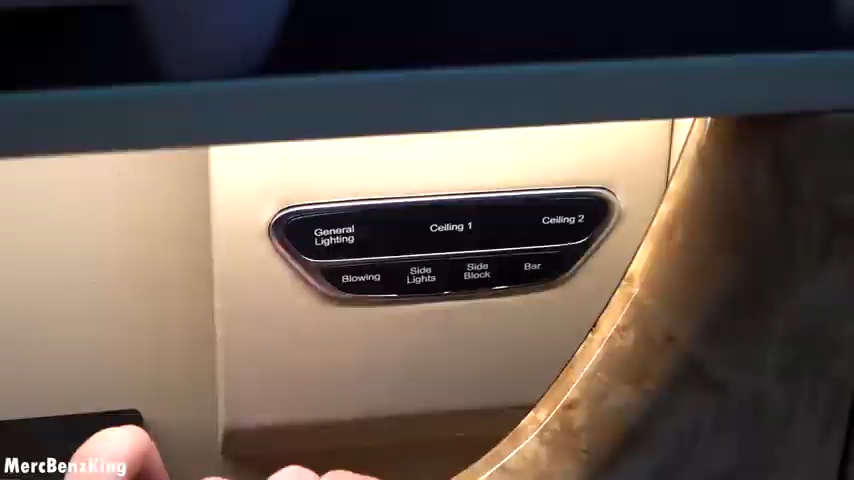 General
Lighting
Ceiling 1
Ceiling 2
Blowing
Side
Lights
Side
Block
Bar
MercBenzKing